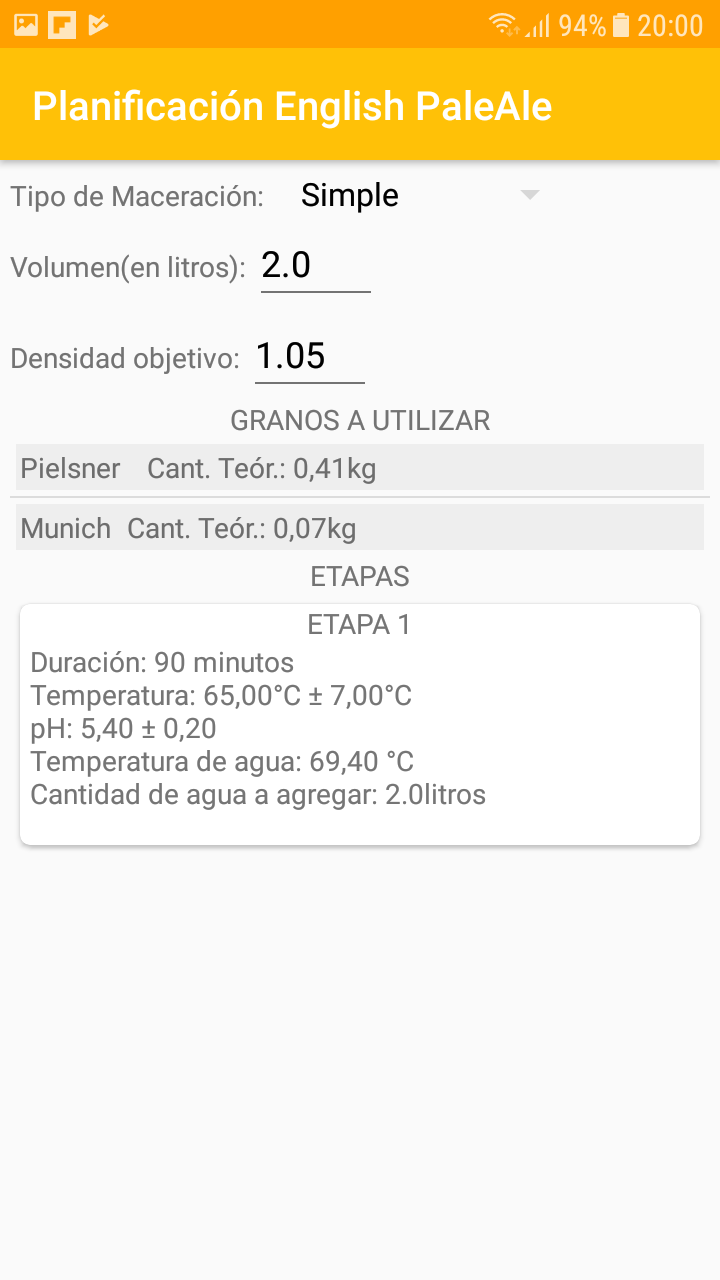 94% 20:00
Planificación English PaleAle
Tipo de Maceración: Simple
Volumen(en litros): 2.0
Densidad objetivo: 1.05
GRANOS A UTILIZAR
Pielsner Cant. Teór.: 0,41kg
Munich Cant. Teór.: 0,07kg
ETAPAS
ETAPA 1
Duración: 90 minutos
Temperatura: 65,00°C ± 7,00°C
pH: 5,40 ± 0,20
Temperatura de agua: 69,40 °C
Cantidad de agua a agregar: 2.0litros